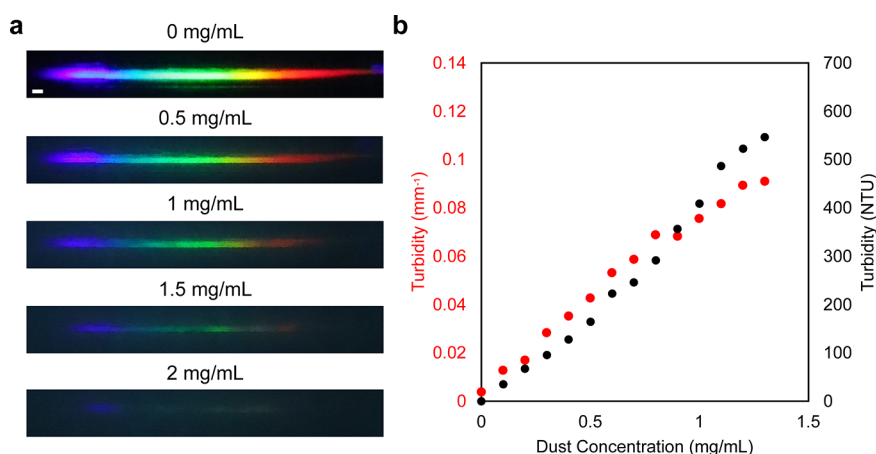 a
0 mg/mL
0.5 mg/mL
1 mg/mL
1.5 mg/mL
2 mg/mL
b
0.14
0.12
0.1
0.08
0.06
0.04
0.02
0
Turbidity (mm⁻¹)
700
600
500
400
300
200
100
0
Turbidity (NTU)
0
0.5
1
1.5
Dust Concentration (mg/mL)